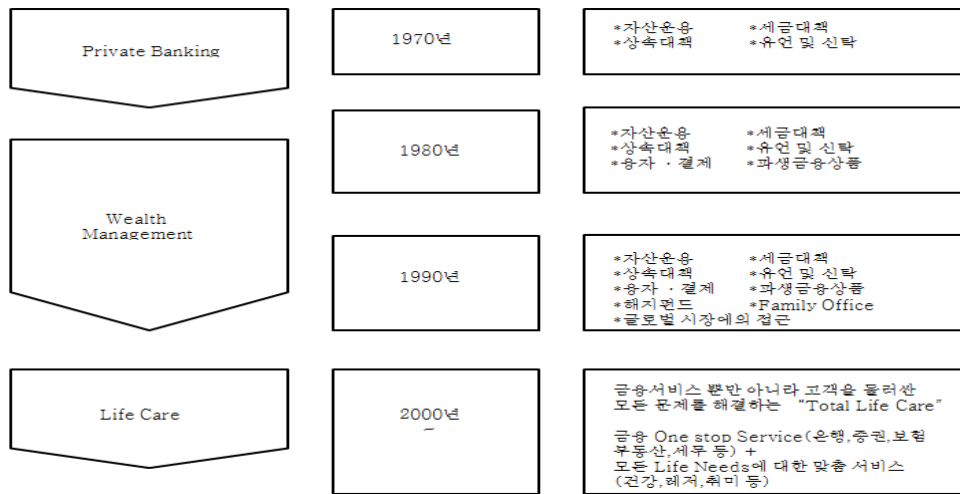 Private Banking
1970년
*자산운용 *세금대책
*상속대책 *유언 및 신탁
Wealth
Management
1980년
*자산운용 *세금대책
*상속대책 *유언 및 신탁
*융자 · 결제 *파생금융상품
1990년
*자산운용 *세금대책
*상속대책 *유언 및 신탁
*융자 · 결제 *파생금융상품
*해지펀드 *Family Office
*글로벌 시장에의 접근
Life Care
2000년
~
금융서비스 뿐만 아니라 고객을 둘러싼
모든 문제를 해결하는 “Total Life Care”
금융 One stop Service(은행,증권,보험
부동산,세무 등) +
모든 Life Needs에 대한 맞춤 서비스
(건강,레저,취미 등)